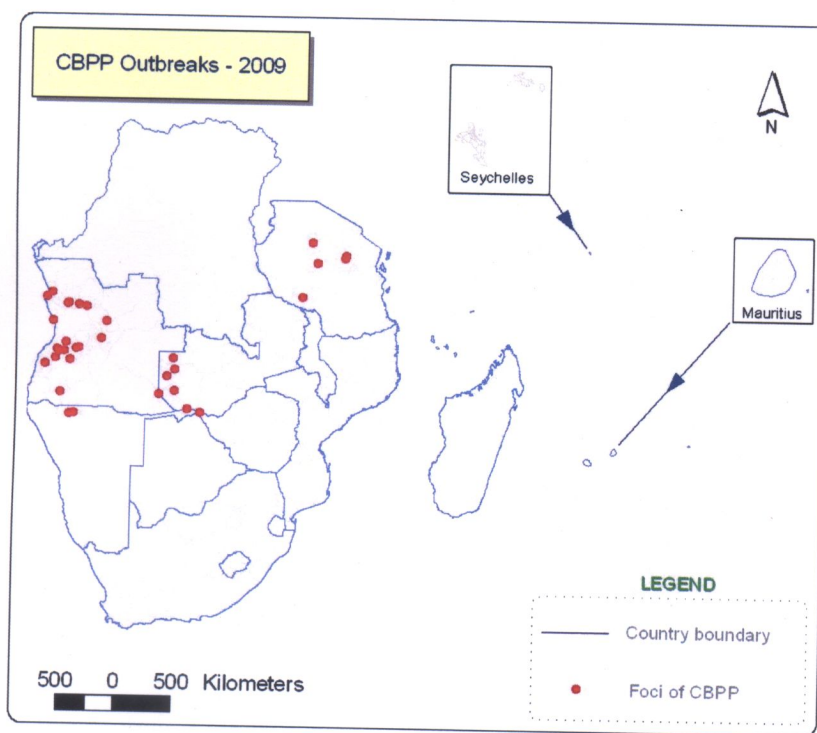 CBPP Outbreaks - 2009
N
Seychelles
Mauritius
LEGEND
Country boundary
Foci of CBPP
500 0 500 Kilometers